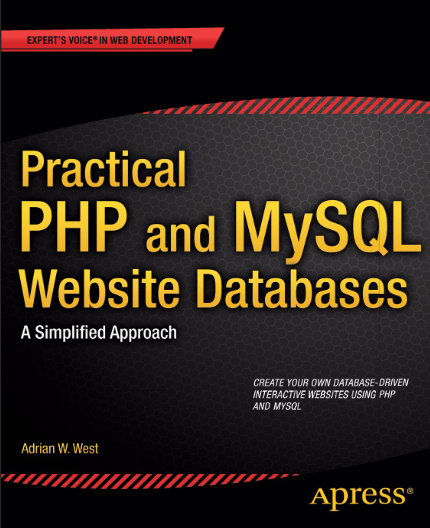 EXPERT'S VOICE® IN WEB DEVELOPMENT
Practical
PHP and MySQL
Website Databases
A Simplified Approach
CREATE YOUR OWN DATABASE-DRIVEN
INTERACTIVE WEBSITES USING PHP
AND MYSQL
Adrian W. West
Apress®